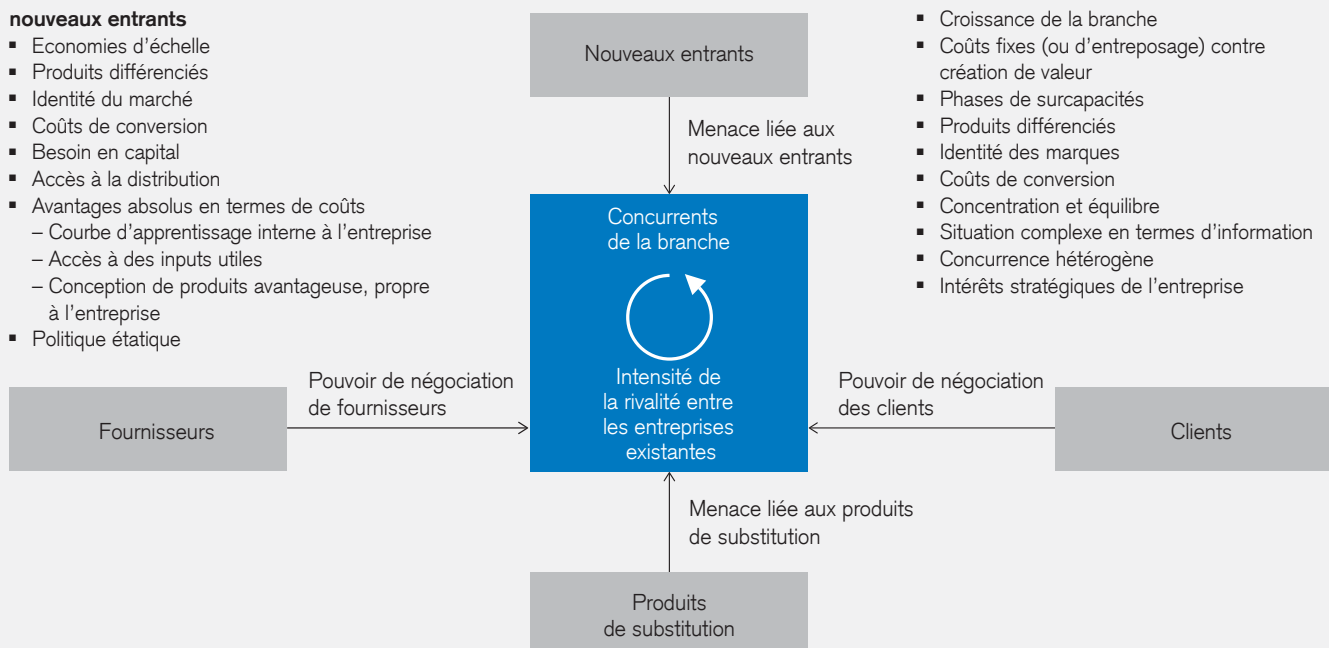 nouveaux entrants
▪ Economies d'échelle
▪ Produits différenciés
▪ Identité du marché
▪ Coûts de conversion
▪ Besoin en capital
▪ Accès à la distribution
▪ Avantages absolus en termes de coûts
– Courbe d'apprentissage interne à l'entreprise
– Accès à des inputs utiles
– Conception de produits avantageuse, propre
à l'entreprise
▪ Politique étatique
Nouveaux entrants
Menace liée aux
nouveaux entrants
▪ Croissance de la branche
▪ Coûts fixes (ou d'entreposage) contre
création de valeur
▪ Phases de surcapacités
▪ Produits différenciés
▪ Identité des marques
▪ Coûts de conversion
▪ Concentration et équilibre
▪ Situation complexe en termes d'information
▪ Concurrence hétérogène
▪ Intérêts stratégiques de l'entreprise
Concurrents
de la branche
Intensité de
la rivalité entre
les entreprises
existantes
Fournisseurs
Pouvoir de négociation
de fournisseurs
Pouvoir de négociation
des clients
Clients
Menace liée aux produits
de substitution
Produits
de substitution